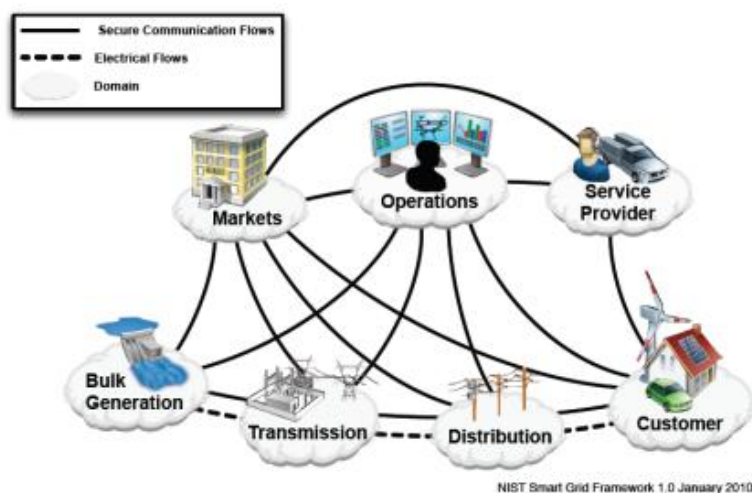 Secure Communication Flows
Electrical Flows
Domain
Markets
Operations
Service
Provider
Bulk
Generation
Transmission
Distribution
Customer
NIST Smart Grid Framework 1.0 January 2010